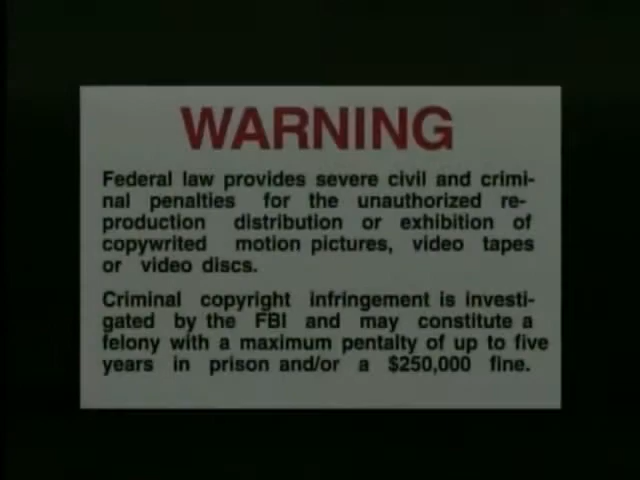 WARNING
Federal law provides severe civil and crimi-
nal penalties for the unauthorized re-
production distribution or exhibition of
copywrited motion pictures, video tapes
or video discs.
Criminal copyright infringement is investi-
gated by the FBI and may constitute a
felony with a maximum pentalty of up to five
years in prison and/or a $250,000 fine.